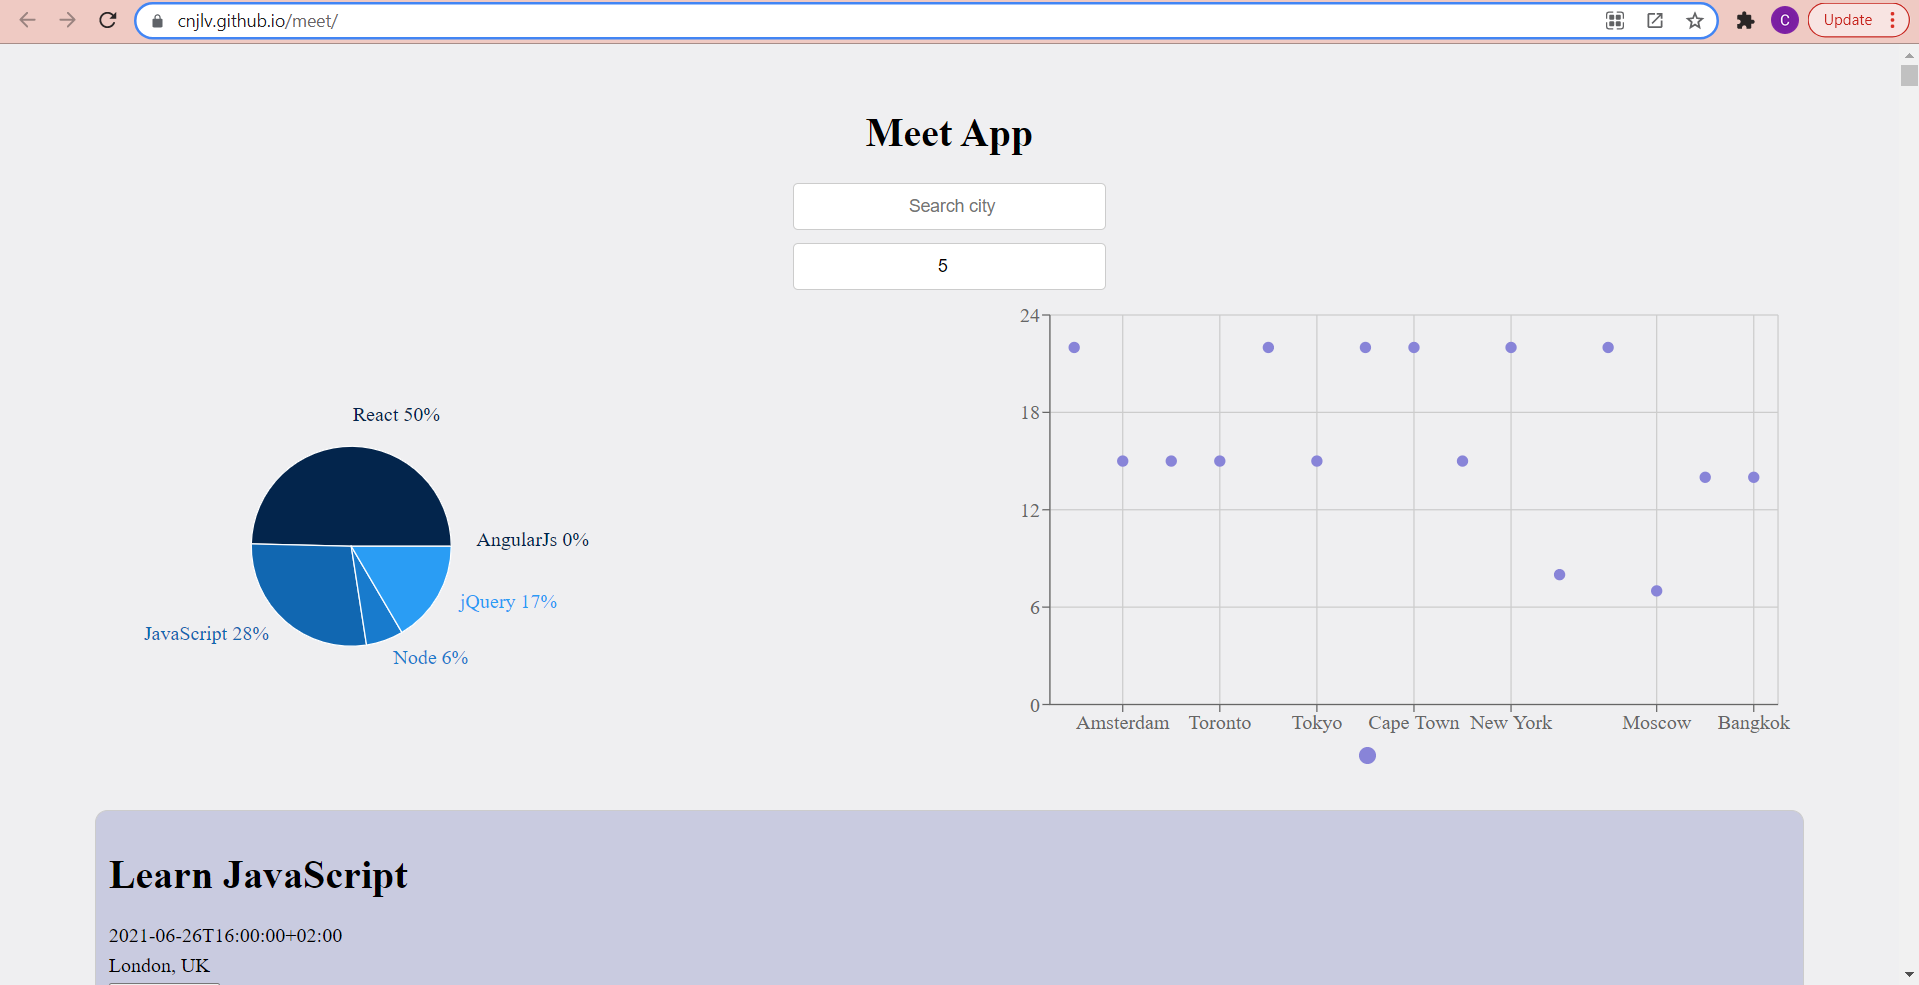 cnjlv.github.io/meet/
C
Update
Meet App
Search city
5
React 50%
AngularJs 0%
jQuery 17%
JavaScript 28%
Node 6%
24
18
12
6
0
Amsterdam Toronto Tokyo Cape Town New York Moscow Bangkok
Learn JavaScript
2021-06-26T16:00:00+02:00
London, UK